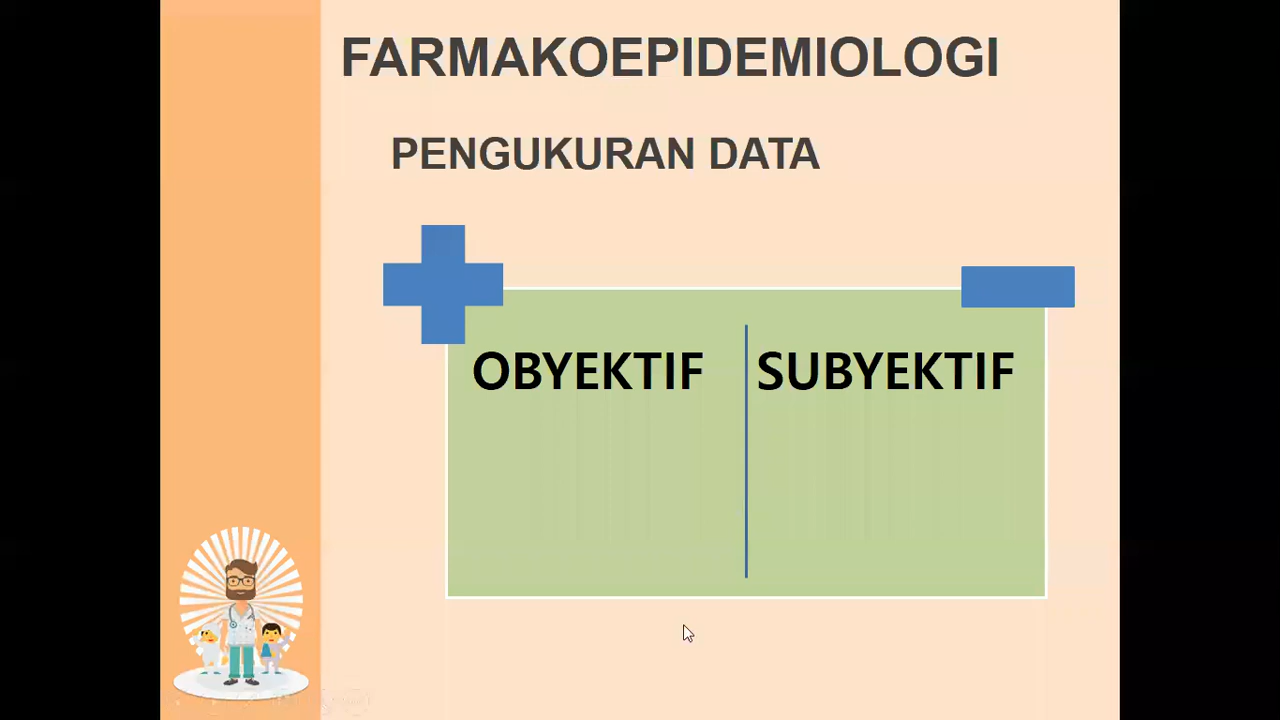 FARMAKOEPIDEMIOLOGI
PENGUKURAN DATA
OBYEKTIF
SUBYEKTIF